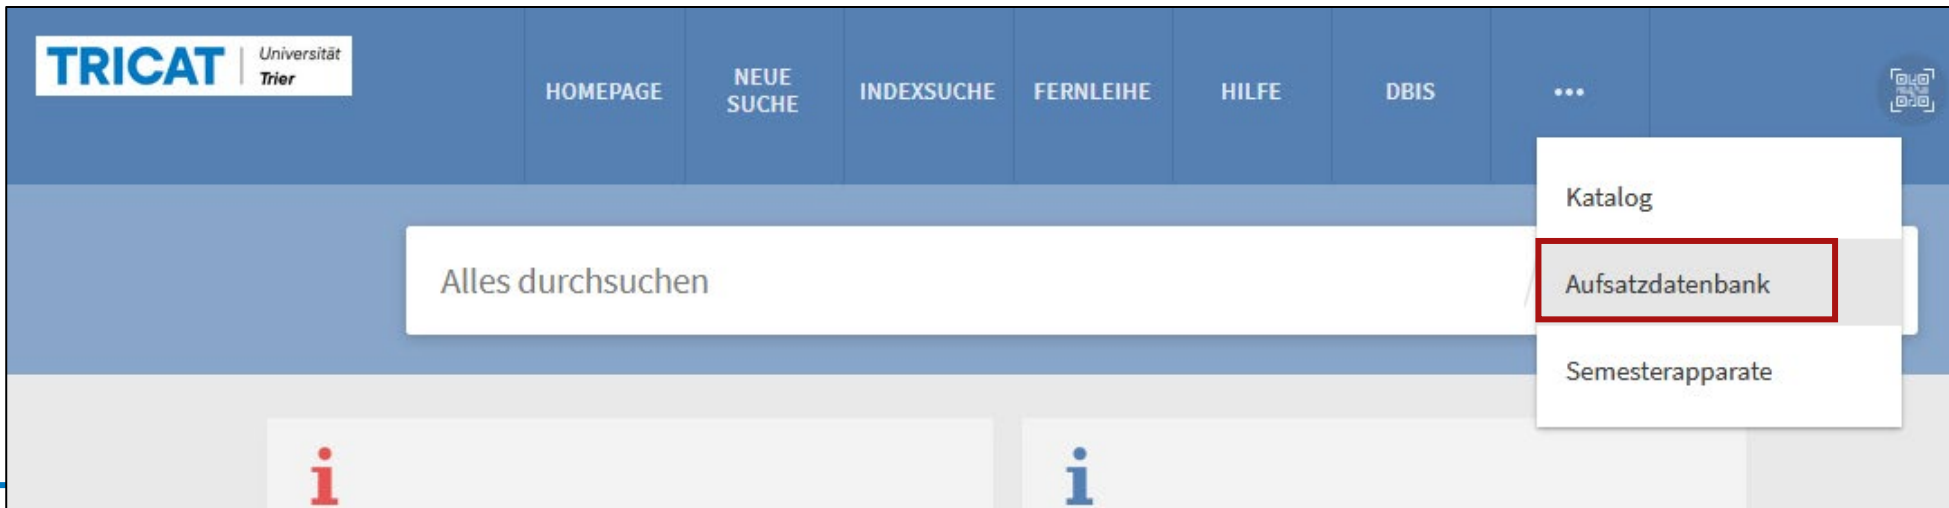 TRICAT
Universität
Trier
HOMEPAGE
NEUE
SUCHE
INDEXSUCHE
FERNLEIHE
HILFE
DBIS
•••
Katalog
Alles durchsuchen
Aufsatzdatenbank
Semesterapparate
i
i